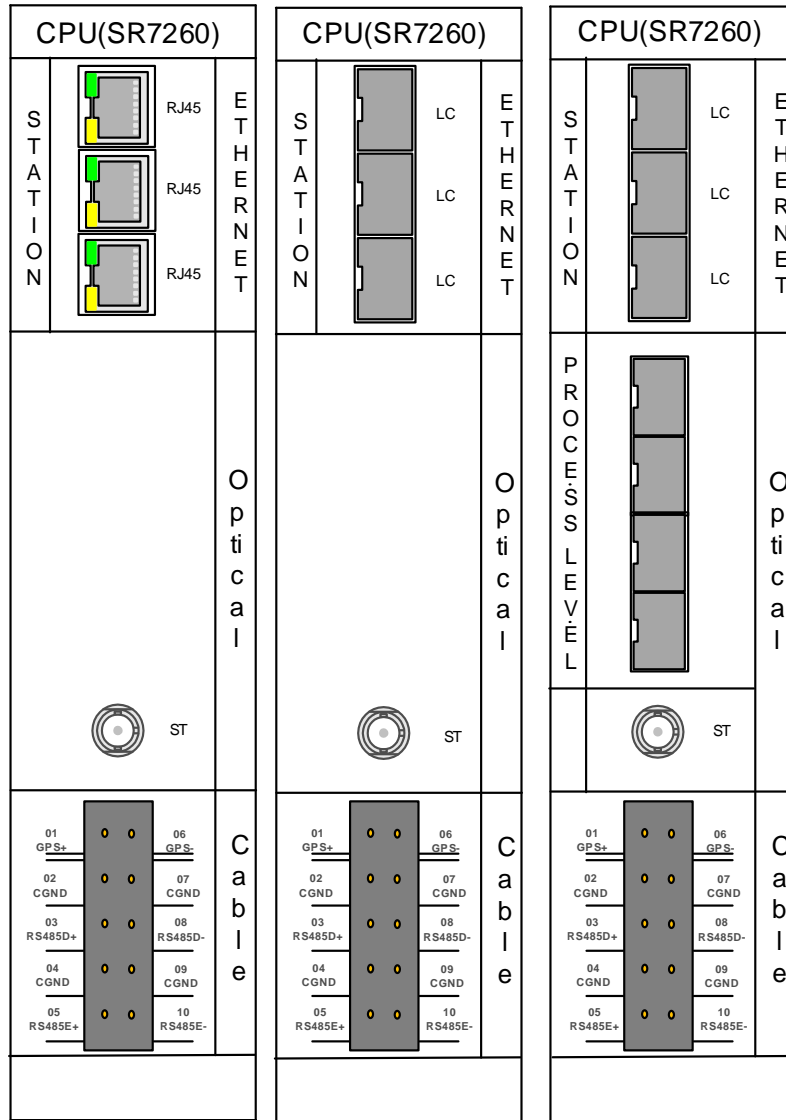 CPU(SR7260)
STATION
RJ45
RJ45
RJ45
ETHERNET
Optical
ST
01
GPS+
06
GPS-
02
CGND
07
CGND
03
RS485D+
08
RS485D-
04
CGND
09
CGND
05
RS485E+
10
RS485E-
Cable
CPU(SR7260)
STATION
LC
LC
LC
ETHERNET
Optical
ST
01
GPS+
06
GPS-
02
CGND
07
CGND
03
RS485D+
08
RS485D-
04
CGND
09
CGND
05
RS485E+
10
RS485E-
Cable
CPU(SR7260)
STATION
LC
LC
LC
ETHERNET
PROCESS LEVEL
Optical
ST
01
GPS+
06
GPS-
02
CGND
07
CGND
03
RS485D+
08
RS485D-
04
CGND
09
CGND
05
RS485E+
10
RS485E-
Cable